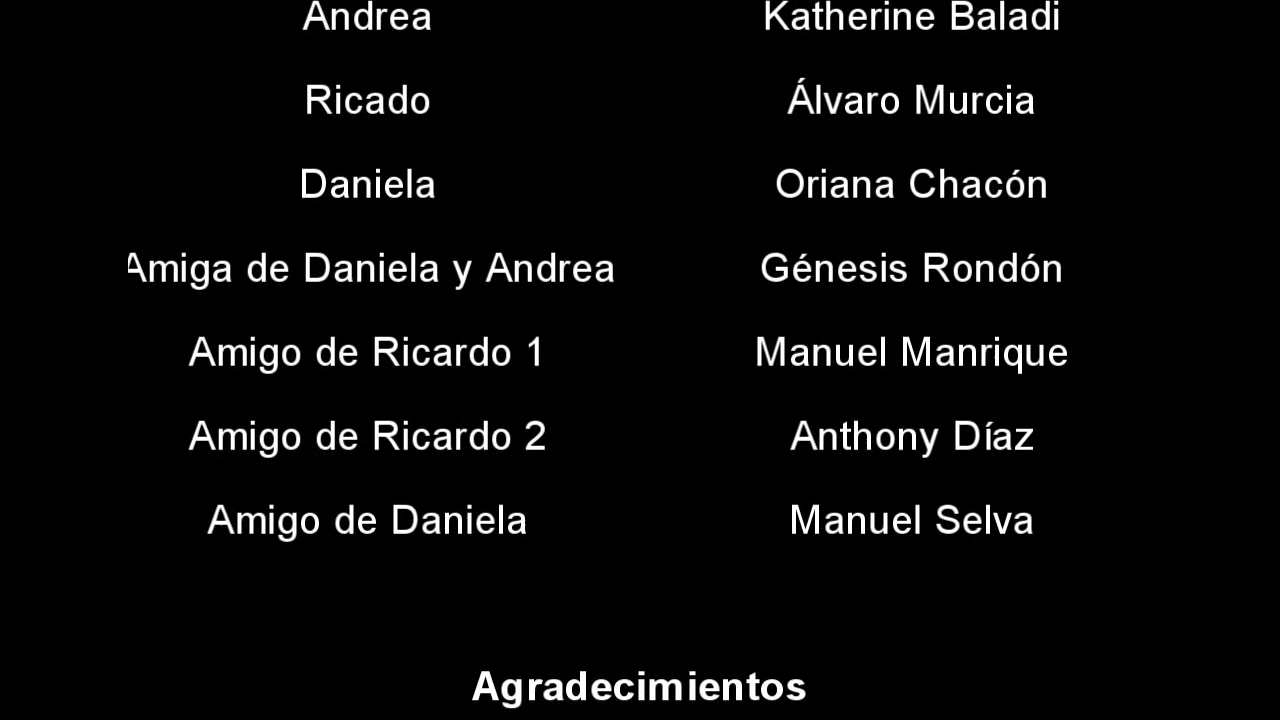 Andrea Katherine Baladi
Ricado Álvaro Murcia
Daniela Oriana Chacón
Amiga de Daniela y Andrea Génesis Rondón
Amigo de Ricardo 1 Manuel Manrique
Amigo de Ricardo 2 Anthony Díaz
Amigo de Daniela Manuel Selva
Agradecimientos